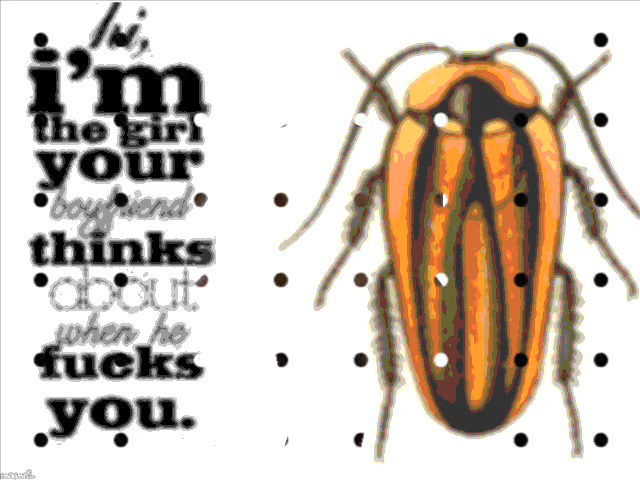 hi,
i'm
the girl
your
boyfriend
thinks
about
when he
fucks
you.